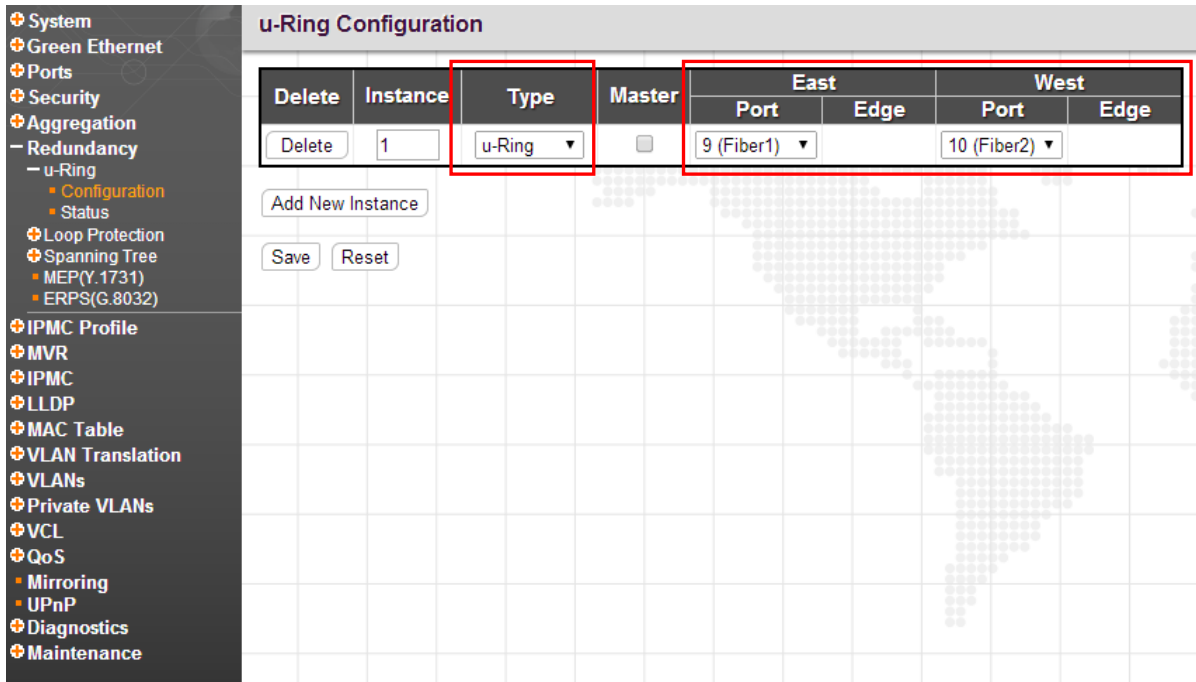 System
Green Ethernet
Ports
Security
Aggregation
Redundancy
u-Ring
Configuration
Status
Loop Protection
Spanning Tree
MEP(Y.1731)
ERPS(G.8032)
IPMC Profile
MVR
IPMC
LLDP
MAC Table
VLAN Translation
VLANs
Private VLANs
VCL
QoS
Mirroring
UPnP
Diagnostics
Maintenance
u-Ring Configuration
Delete Instance Type Master East West
Port Edge Port Edge
Delete 1 u-Ring 9 (Fiber1) 10 (Fiber2)
Add New Instance
Save Reset